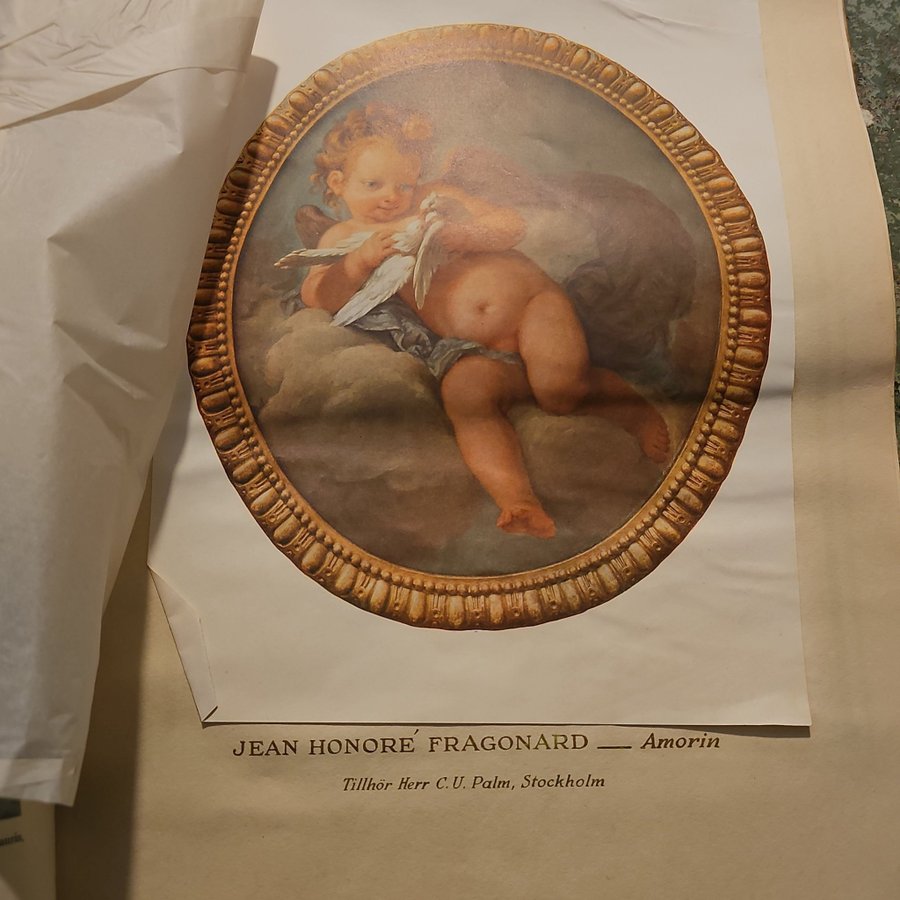 JEAN HONORÉ FRAGONARD — Amorin
Tillhör Herr C. U. Palm, Stockholm